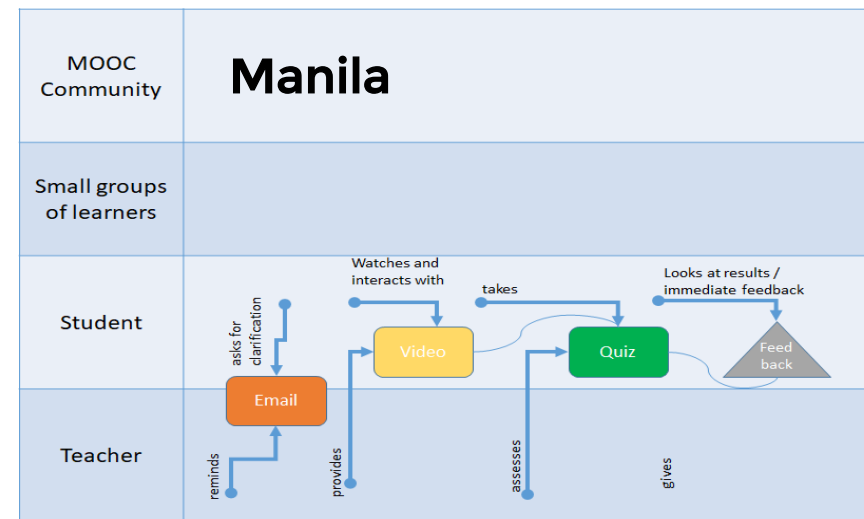 MOOC
Community
Manila
Small groups
of learners
Student
asks for
clarification
Watches and
interacts with
takes
Looks at results /
immediate feedback
Video
Quiz
Feed
back
Email
Teacher
reminds
provides
assesses
gives